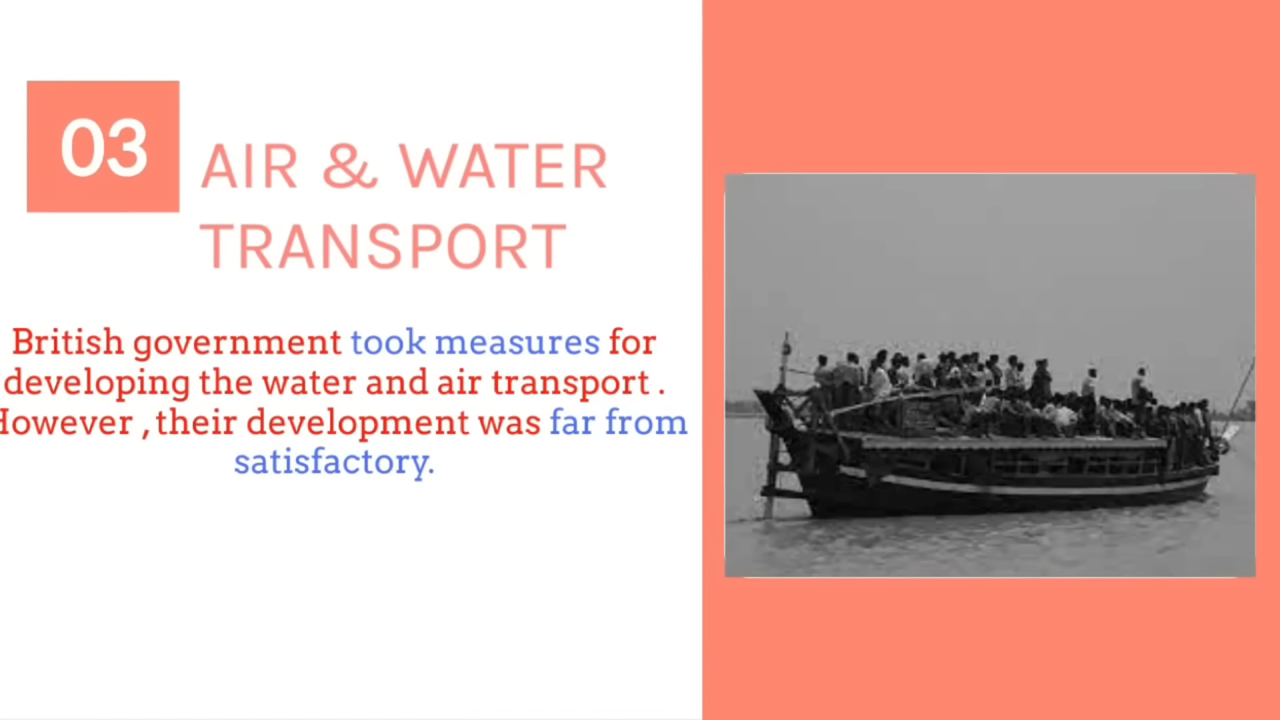 03
AIR & WATER
TRANSPORT
British government took measures for
developing the water and air transport .
However , their development was far from
satisfactory.